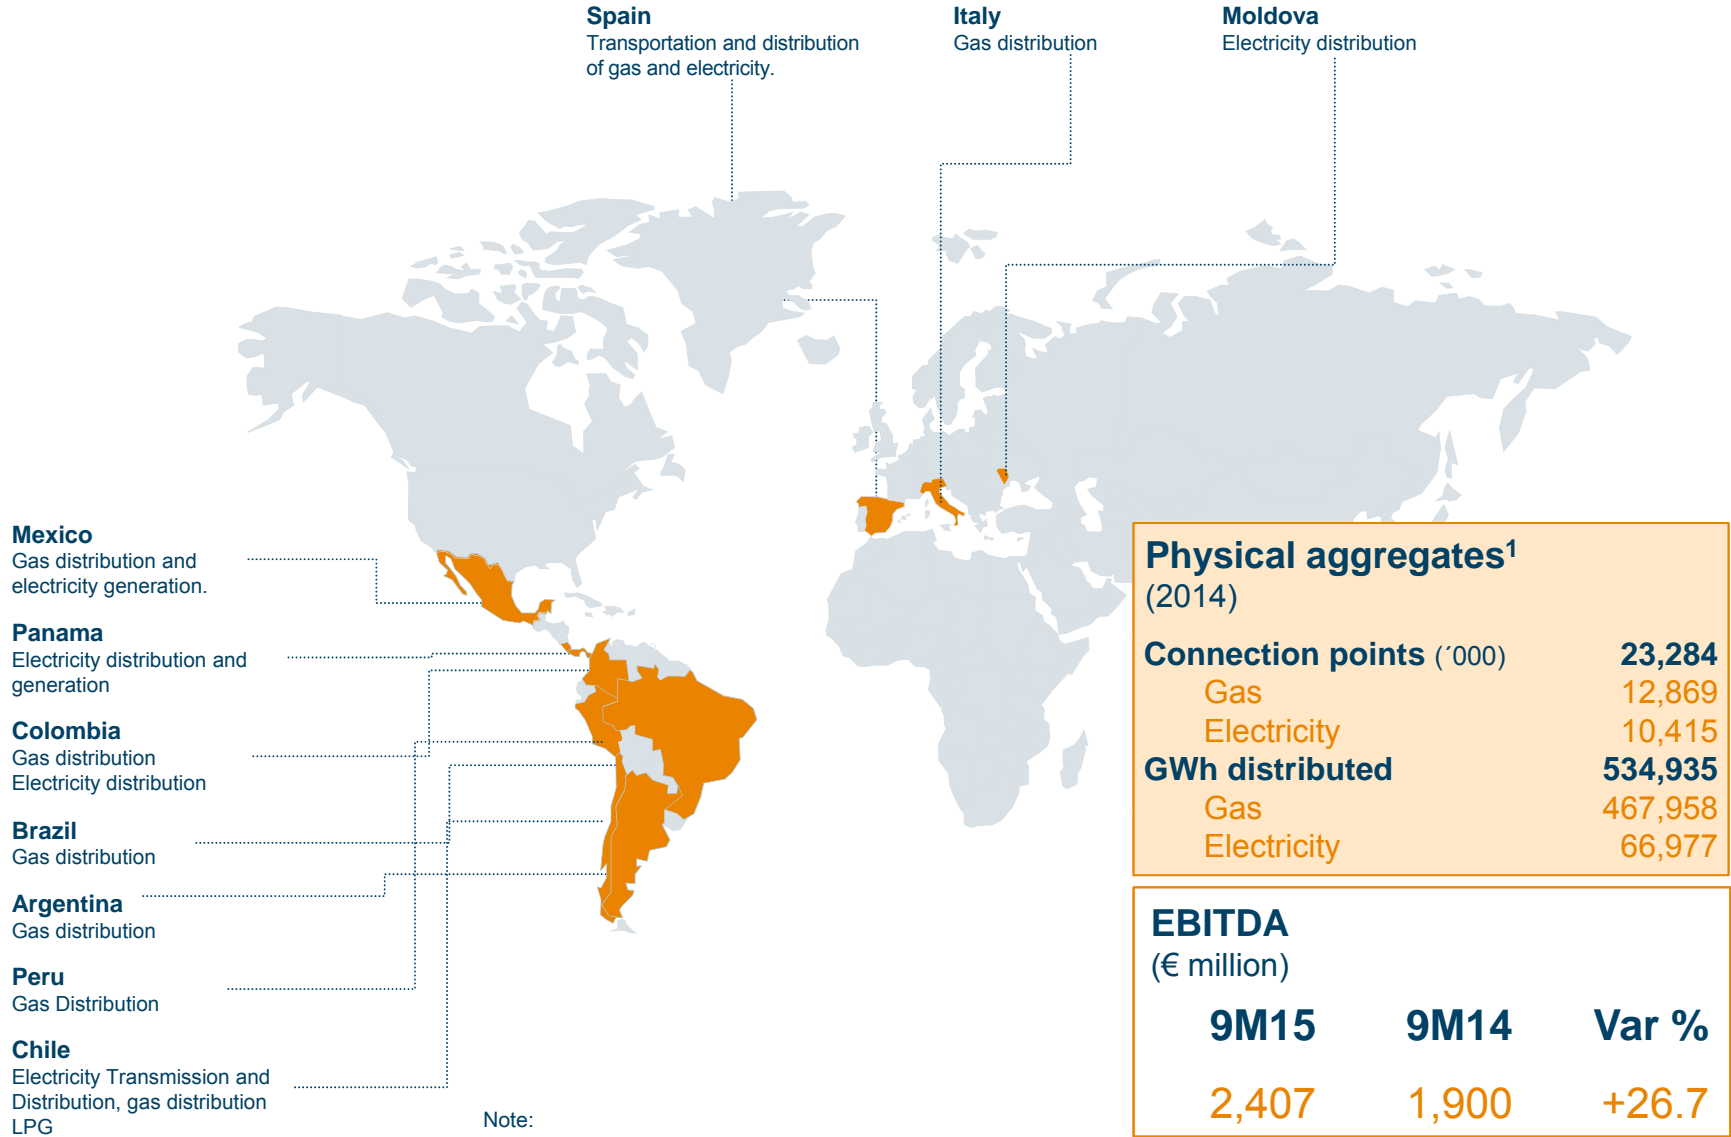 Spain
Transportation and distribution
of gas and electricity.
Italy
Gas distribution
Moldova
Electricity distribution
Mexico
Gas distribution and
electricity generation.
Panama
Electricity distribution and
generation
Colombia
Gas distribution
Electricity distribution
Brazil
Gas distribution
Argentina
Gas distribution
Peru
Gas Distribution
Chile
Electricity Transmission and
Distribution, gas distribution
LPG
Note:
Physical aggregates¹
(2014)
Connection points (´000) 23,284
Gas 12,869
Electricity 10,415
GWh distributed 534,935
Gas 467,958
Electricity 66,977
EBITDA
(€ million)
9M15 9M14 Var %
2,407 1,900 +26.7